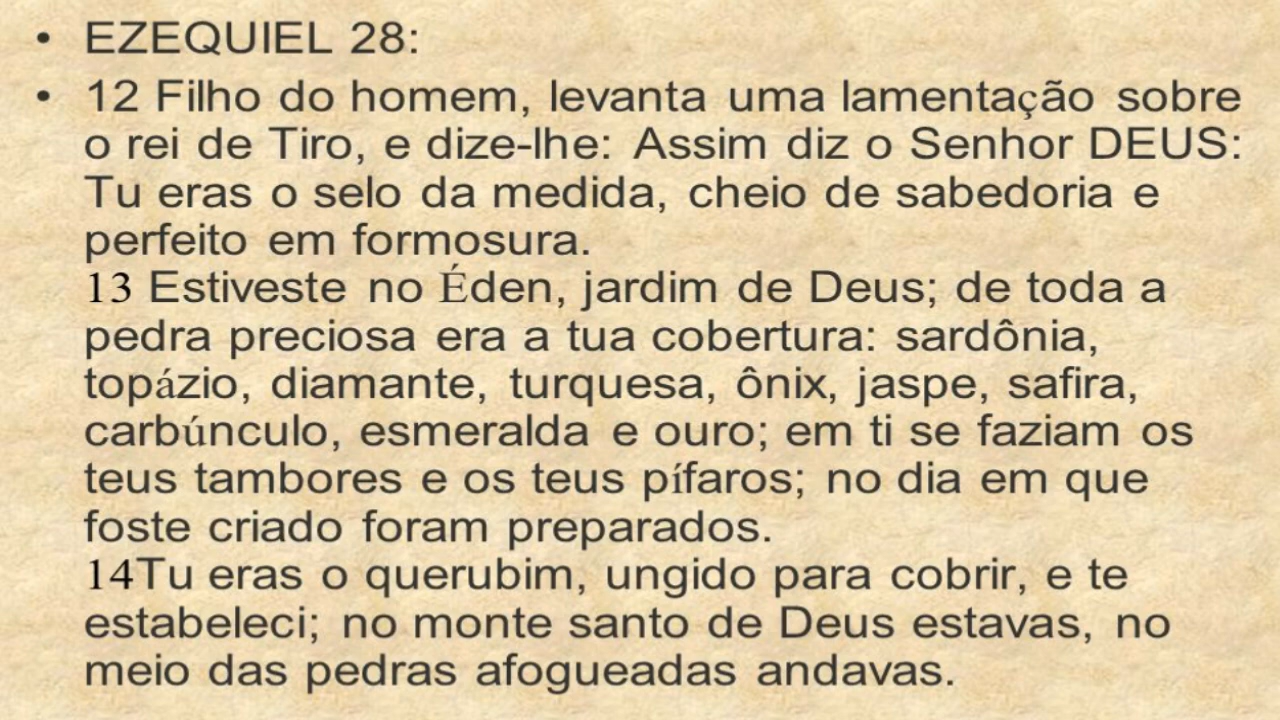 • EZEQUIEL 28:
• 12 Filho do homem, levanta uma lamentação sobre
o rei de Tiro, e dize-lhe: Assim diz o Senhor DEUS:
Tu eras o selo da medida, cheio de sabedoria e
perfeito em formosura.
13 Estiveste no Éden, jardim de Deus; de toda a
pedra preciosa era a tua cobertura: sardônia,
topázio, diamante, turquesa, ônix, jaspe, safira,
carbúnculo, esmeralda e ouro; em ti se faziam os
teus tambores e os teus pífaros; no dia em que
foste criado foram preparados.
14Tu eras o querubim, ungido para cobrir, e te
estabeleci; no monte santo de Deus estavas, no
meio das pedras afogueadas andavas.